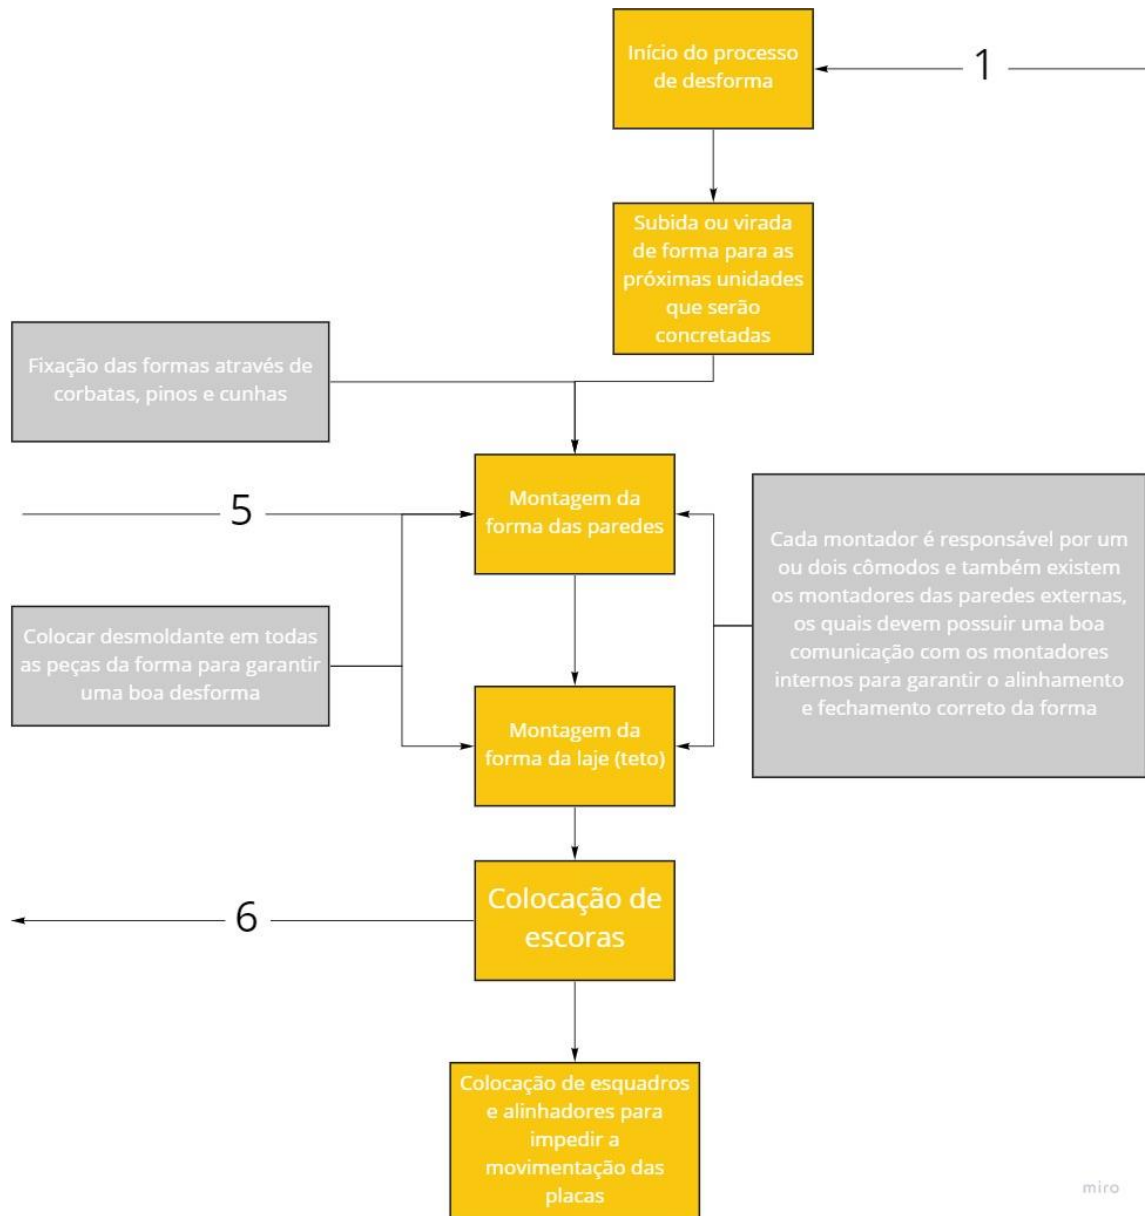 Início do processo
de desforma
1
Subida ou virada
de forma para as
próximas unidades
que serão
concretadas
Fixação das formas através de
corbatas, pinos e cunhas
Montagem da
forma das paredes
5
Cada montador é responsável por um
ou dois cômodos e também existem
os montadores das paredes externas,
os quais devem possuir uma boa
comunicação com os montadores
internos para garantir o alinhamento
e fechamento correto da forma
Colocar desmoldante em todas
as peças da forma para garantir
uma boa desforma
Montagem da
forma da laje (teto)
Colocação de
escoras
6
Colocação de esquadros
e alinhadores para
impedir a
movimentação das
placas
miro